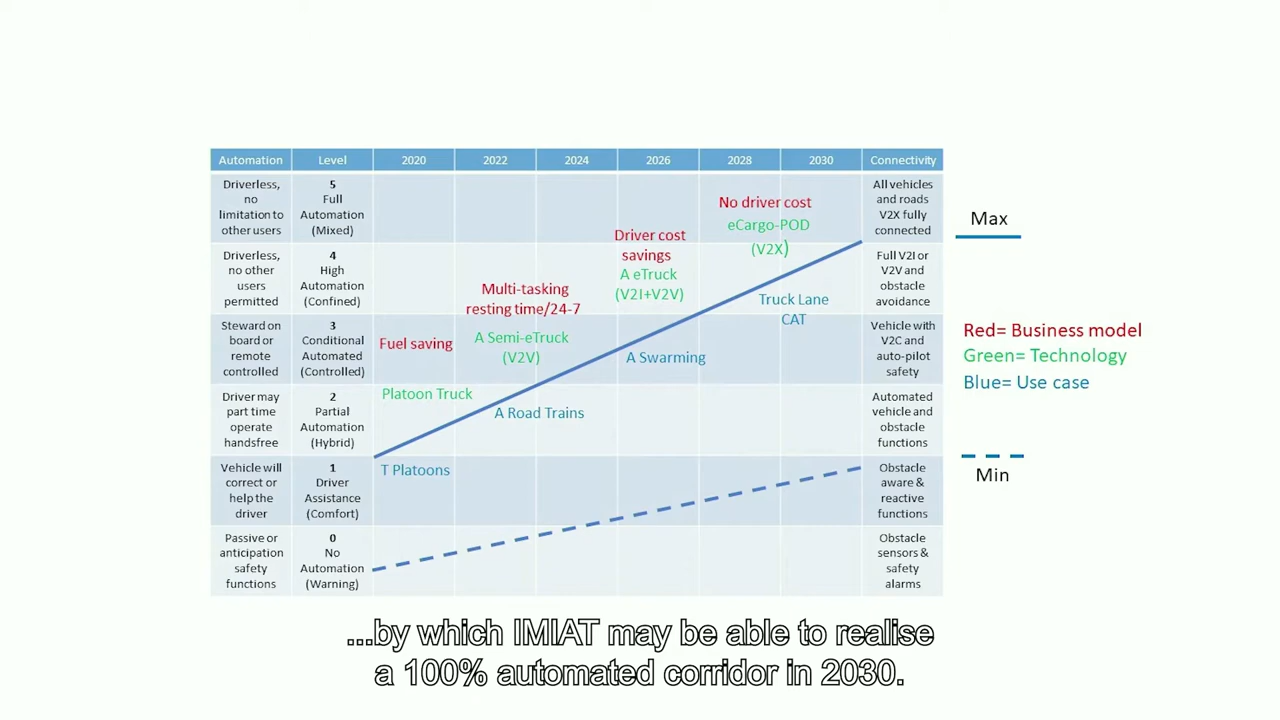 Automation Level 2020 2022 2024 2026 2028 2030 Connectivity
Driverless,
no
limitation to
other users
5
Full
Automation
(Mixed)
No driver cost
eCargo-POD
(V2X)
All vehicles
and roads
V2X fully
connected
Driverless,
no other
users
permitted
4
High
Automation
(Confined)
Multi-tasking
resting time/24-7
Driver cost
savings
A eTruck
(V2I+V2V)
Truck Lane
CAT
Full V2I or
V2V and
obstacle
avoidance
Steward on
board or
remote
controlled
3
Conditional
Automated
(Controlled)
Fuel saving
A Semi-eTruck
(V2V)
A Swarming
Vehicle with
V2C and
auto-pilot
safety
Driver may
part time
operate
handsfree
2
Partial
Automation
(Hybrid)
Platoon Truck
A Road Trains
Automated
vehicle and
obstacle
functions
Vehicle will
correct or
help the
driver
1
Driver
Assistance
(Comfort)
T Platoons
Obstacle
aware &
reactive
functions
Passive or
anticipation
safety
functions
0
No
Automation
(Warning)
Obstacle
sensors &
safety
alarms
Max
Red= Business model
Green= Technology
Blue= Use case
Min
...by which IMIAT may be able to realise
a 100% automated corridor in 2030.